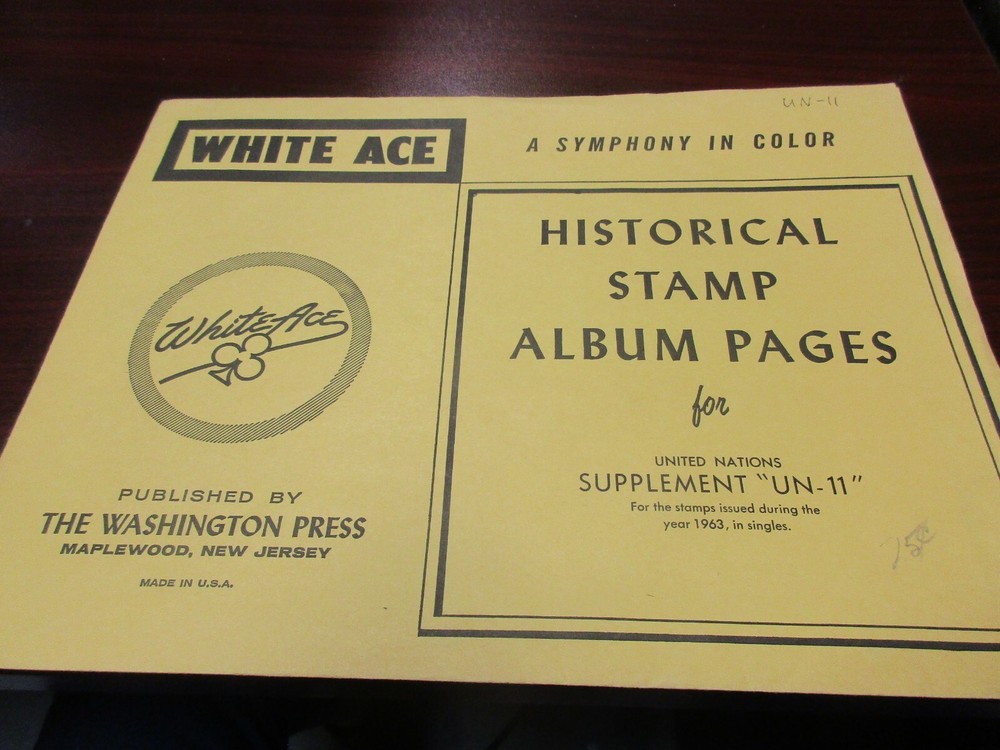 UN-11
WHITE ACE
A SYMPHONY IN COLOR
White Ace
PUBLISHED BY
THE WASHINGTON PRESS
MAPLEWOOD, NEW JERSEY
MADE IN U.S.A.
HISTORICAL
STAMP
ALBUM PAGES
for
UNITED NATIONS
SUPPLEMENT "UN-11"
For the stamps issued during the
year 1963, in singles.
15¢